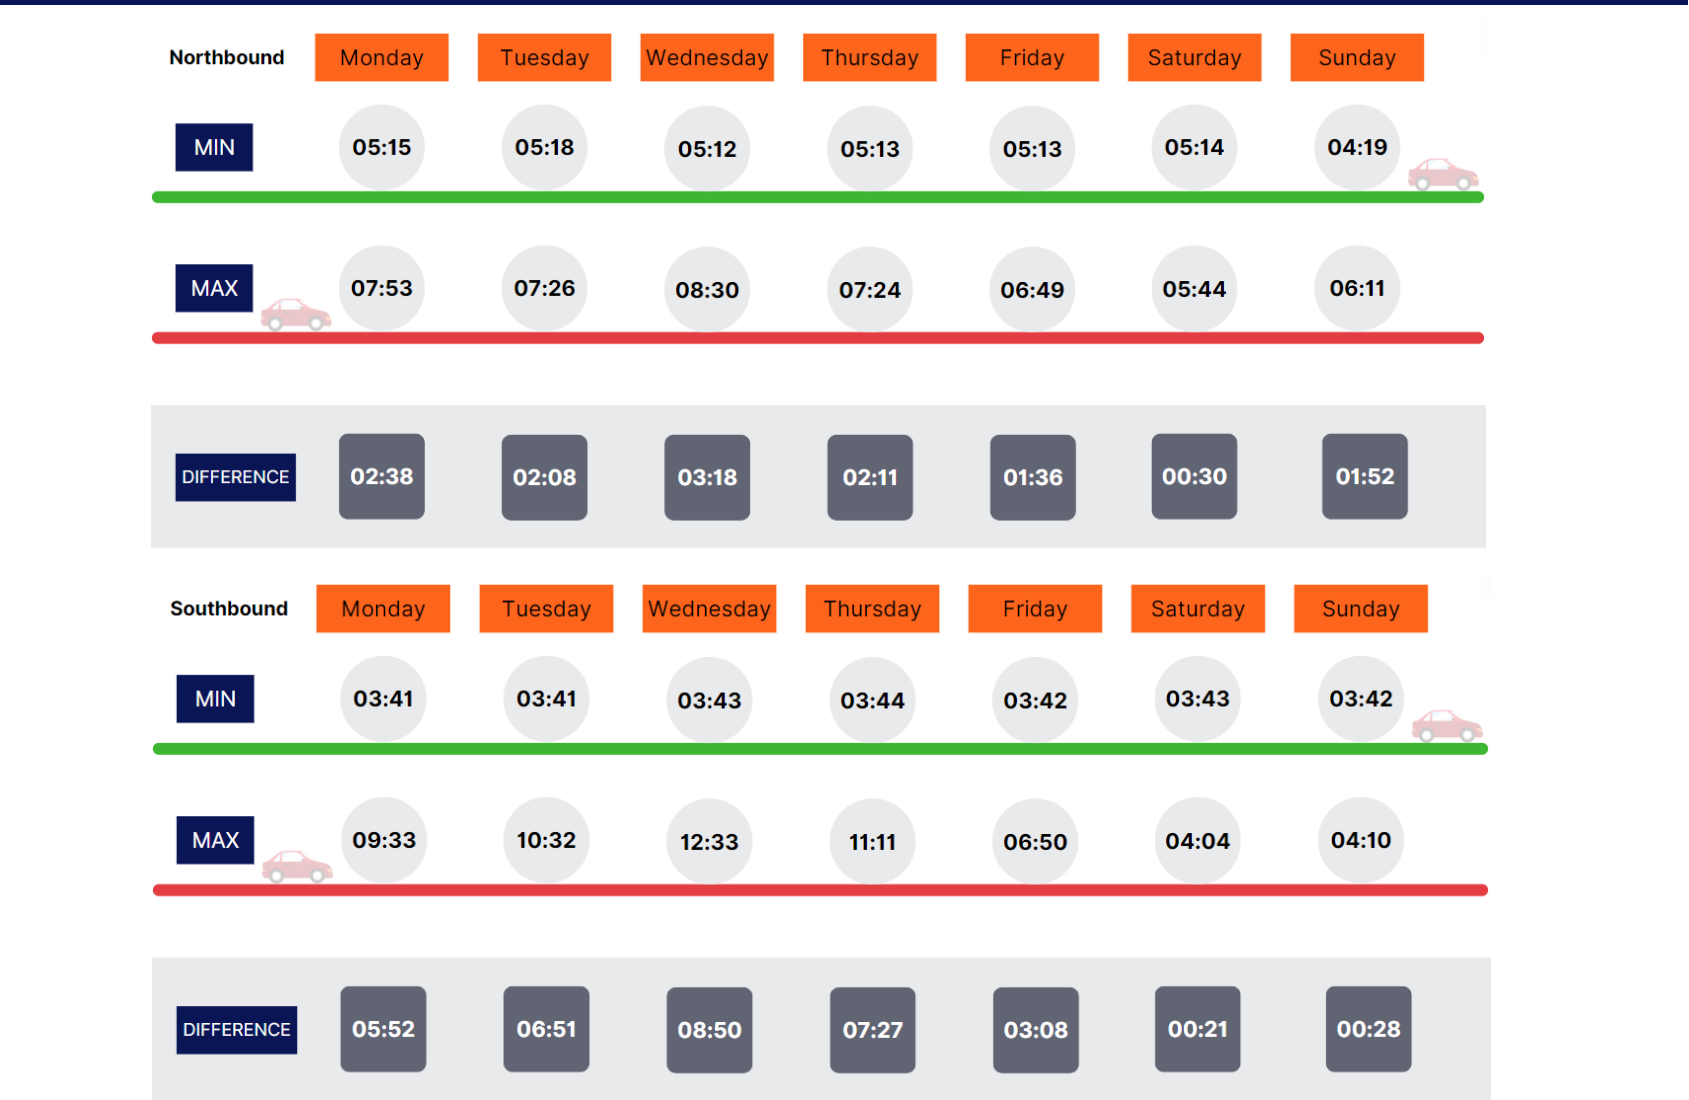 Northbound Monday Tuesday Wednesday Thursday Friday Saturday Sunday
MIN 05:15 05:18 05:12 05:13 05:13 05:14 04:19
MAX 07:53 07:26 08:30 07:24 06:49 05:44 06:11
DIFFERENCE 02:38 02:08 03:18 02:11 01:36 00:30 01:52
Southbound Monday Tuesday Wednesday Thursday Friday Saturday Sunday
MIN 03:41 03:41 03:43 03:44 03:42 03:43 03:42
MAX 09:33 10:32 12:33 11:11 06:50 04:04 04:10
DIFFERENCE 05:52 06:51 08:50 07:27 03:08 00:21 00:28